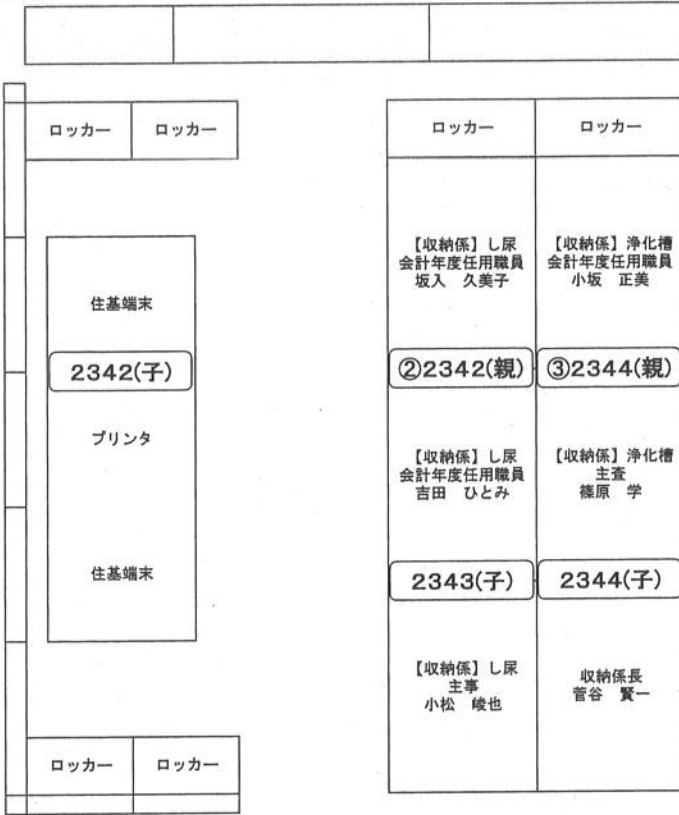 ロッカー
ロッカー
ロッカー
ロッカー
【収納係】し尿
会計年度任用職員
坂入　久美子
【収納係】浄化槽
会計年度任用職員
小坂　正美
住基端末
2342(子)
②2342(親)
③2344(親)
プリンタ
【収納係】し尿
会計年度任用職員
吉田　ひとみ
【収納係】浄化槽
主査
篠原　学
住基端末
2343(子)
2344(子)
【収納係】し尿
主事
小松　峻也
収納係長
菅谷　賢一
ロッカー
ロッカー